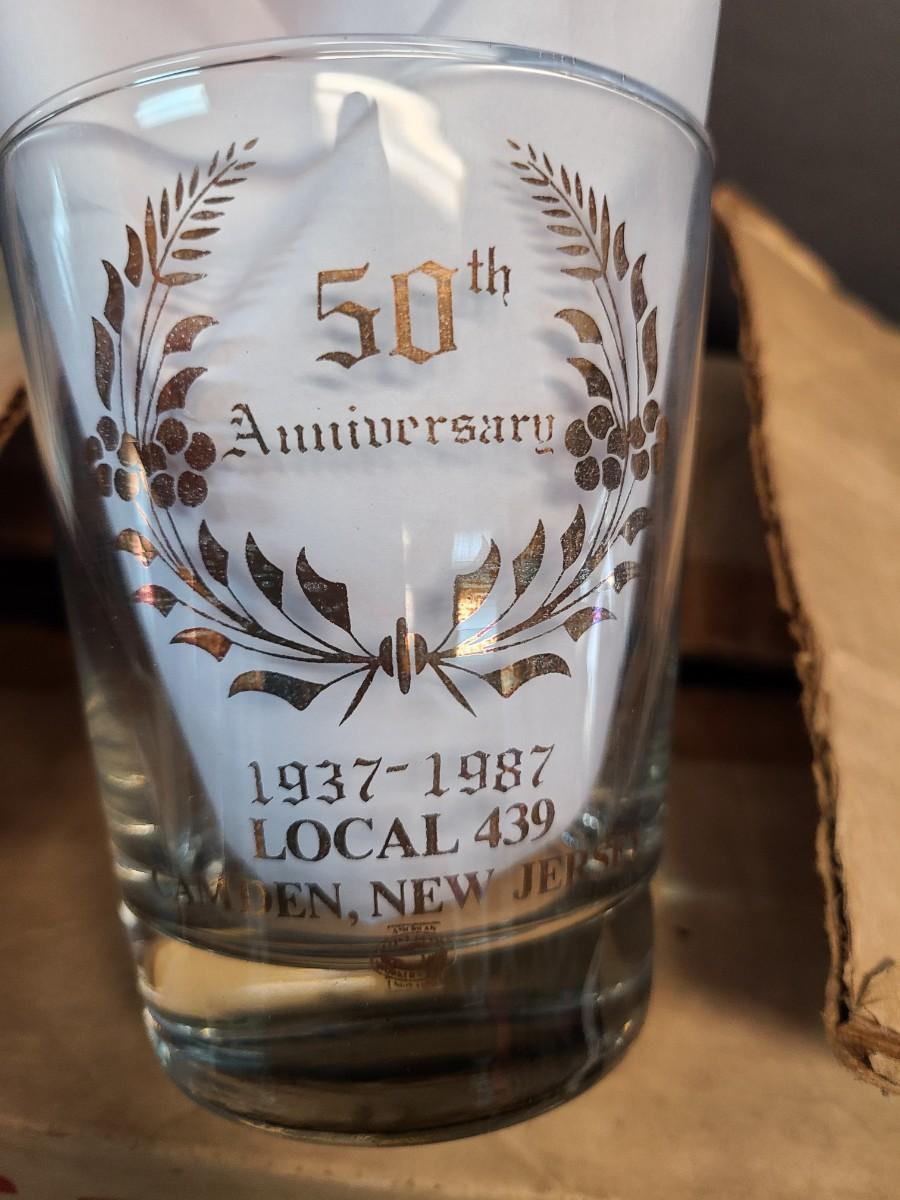 50th
Anniversary
1937-1987
LOCAL 439
CAMDEN, NEW JERSEY